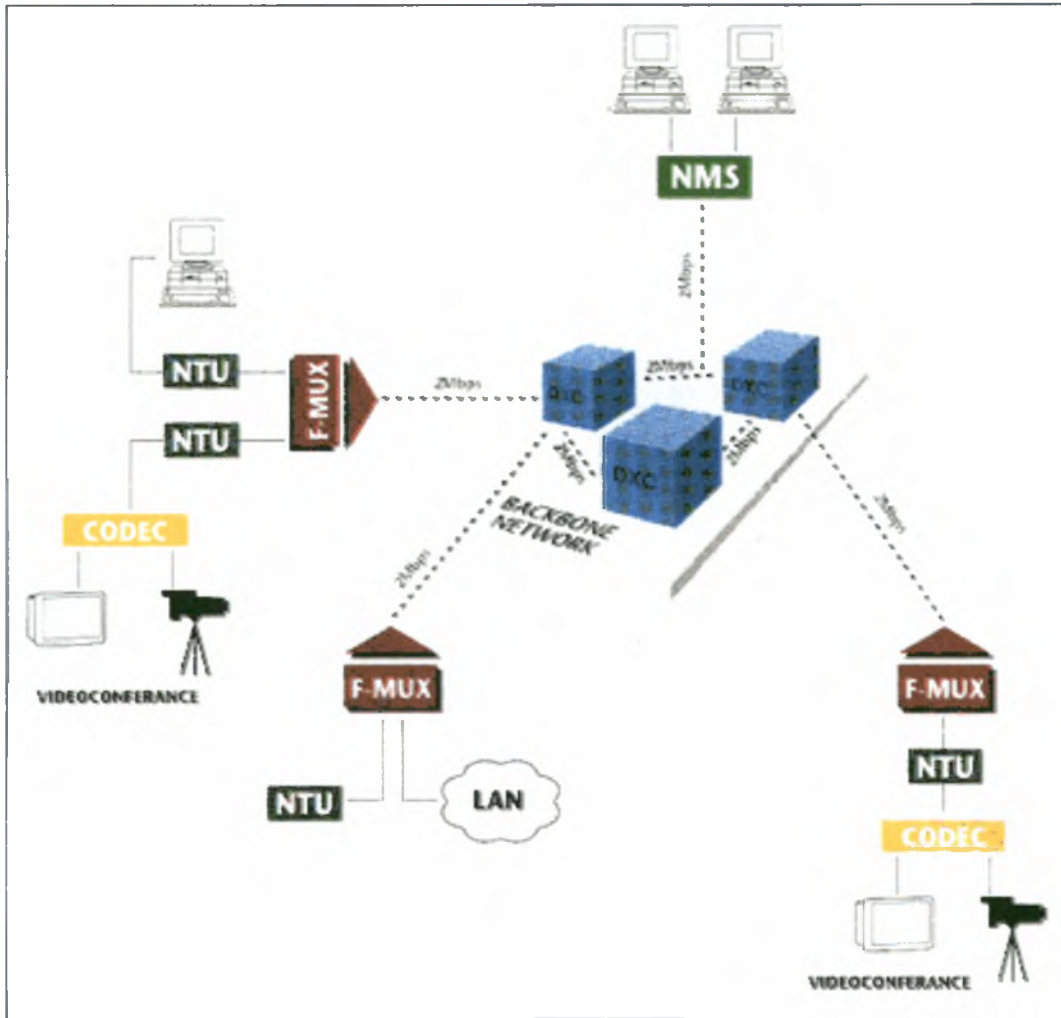 NMS
2Mbps
NTU
F-MUX
2Mbps
DXC
2Mbps
DXC
NTU
2Mbps
DXC
2Mbps
BACKBONE
NETWORK
CODEC
2Mbps
2Mbps
VIDEOCONFERANCE
F-MUX
F-MUX
NTU
LAN
NTU
CODEC
VIDEOCONFERANCE